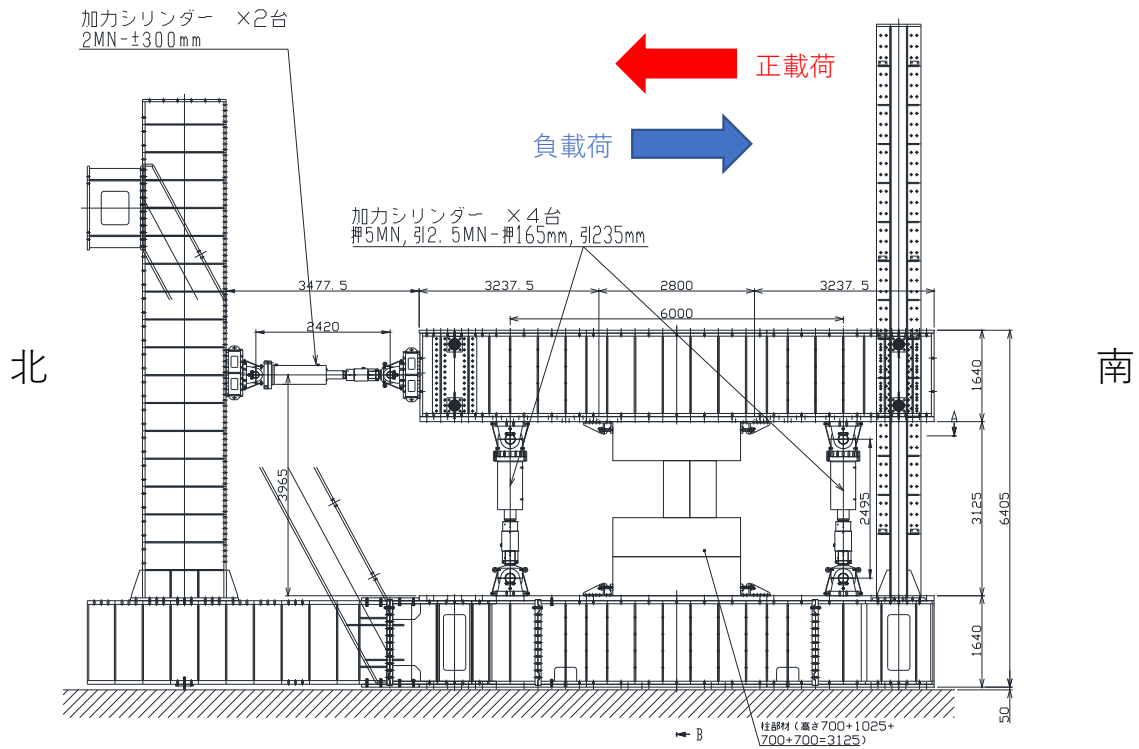 加力シリンダー ×2台
2MN-±300mm
正載荷
負載荷
加力シリンダー ×4台
押5MN,引2.5MN-押165mm,引235mm
3477.5
3237.5
2800
3237.5
2420
6000
北
南
1640
A
3965
2495
3125
6405
1640
50
柱部材(高さ700+1025+
700+700=3125)
B